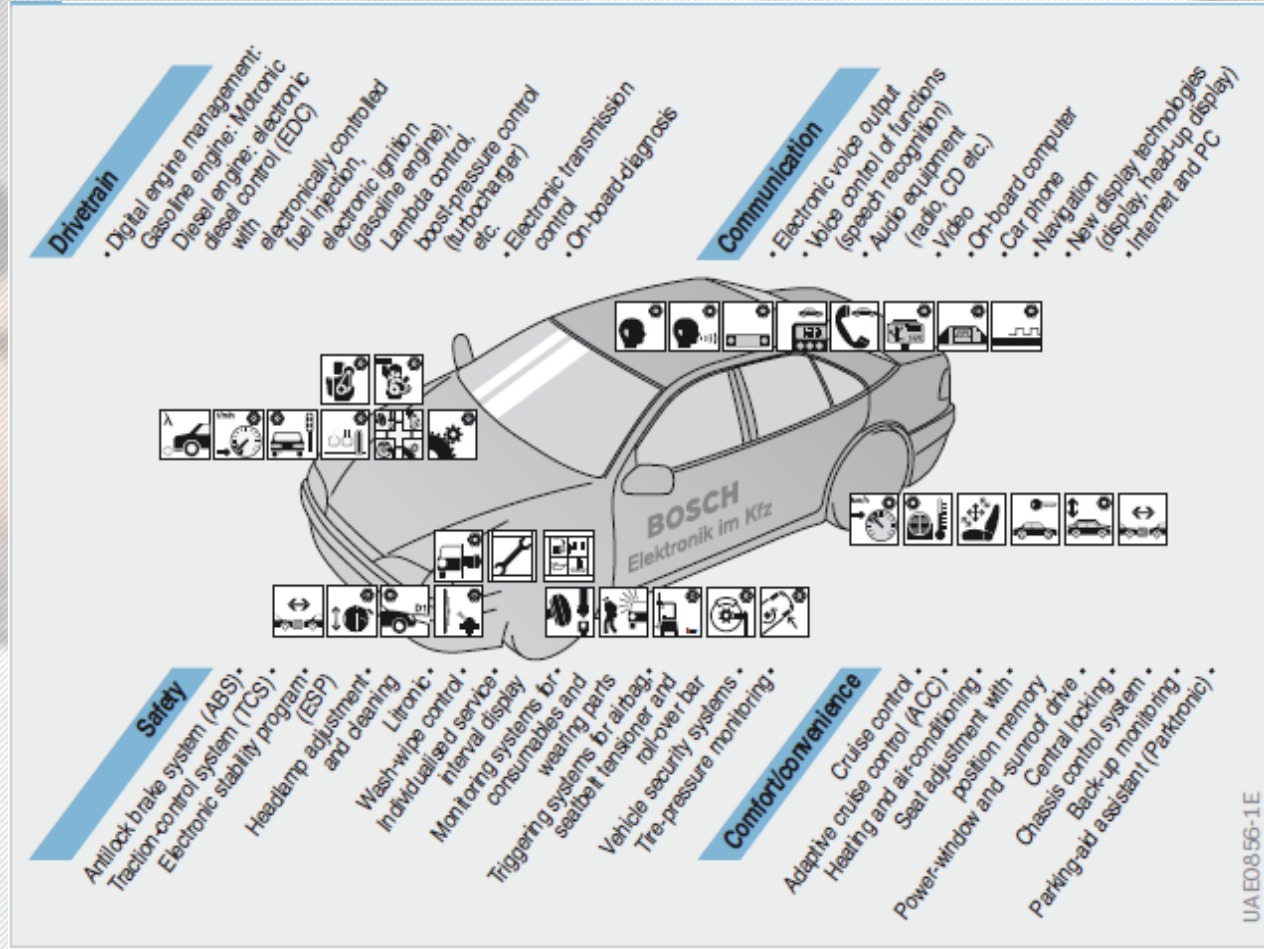 Drivetrain
• Digital engine management:
Gasoline engine: Motronic
Diesel engine: electronic
diesel control (EDC)
with
electronically controlled
fuel injection,
electronic ignition
(gasoline engine),
Lambda control,
boost-pressure control
(turbocharger)
etc.
• Electronic transmission
control
• On-board-diagnosis
Communication
• Electronic voice output
• Voice control of functions
(speech recognition)
• Audio equipment
(radio, CD etc.)
• Video
• On-board computer
• Car phone
• Navigation
• New display technologies
(display, head-up display)
• Internet and PC
λ
1/min
BOSCH
Elektronik im Kfz
km/h
D1
Safety
Antilock brake system (ABS) •
Traction-control system (TCS) •
Electronic stability program •
(ESP)
Headlamp adjustment •
and cleaning
Litronic •
Wash-wipe control •
Individualised service •
interval display
Monitoring systems for •
consumables and
wearing parts
Triggering systems for airbag, •
seatbelt tensioner and
roll-over bar
Vehicle security systems •
Tire-pressure monitoring •
Comfort/convenience
Cruise control •
Adaptive cruise control (ACC) •
Heating and air-conditioning •
Seat adjustment with •
position memory
Power-window and -sunroof drive •
Central locking •
Chassis control system •
Back-up monitoring •
Parking-aid assistant (Parktronic) •
UAE0856-1E